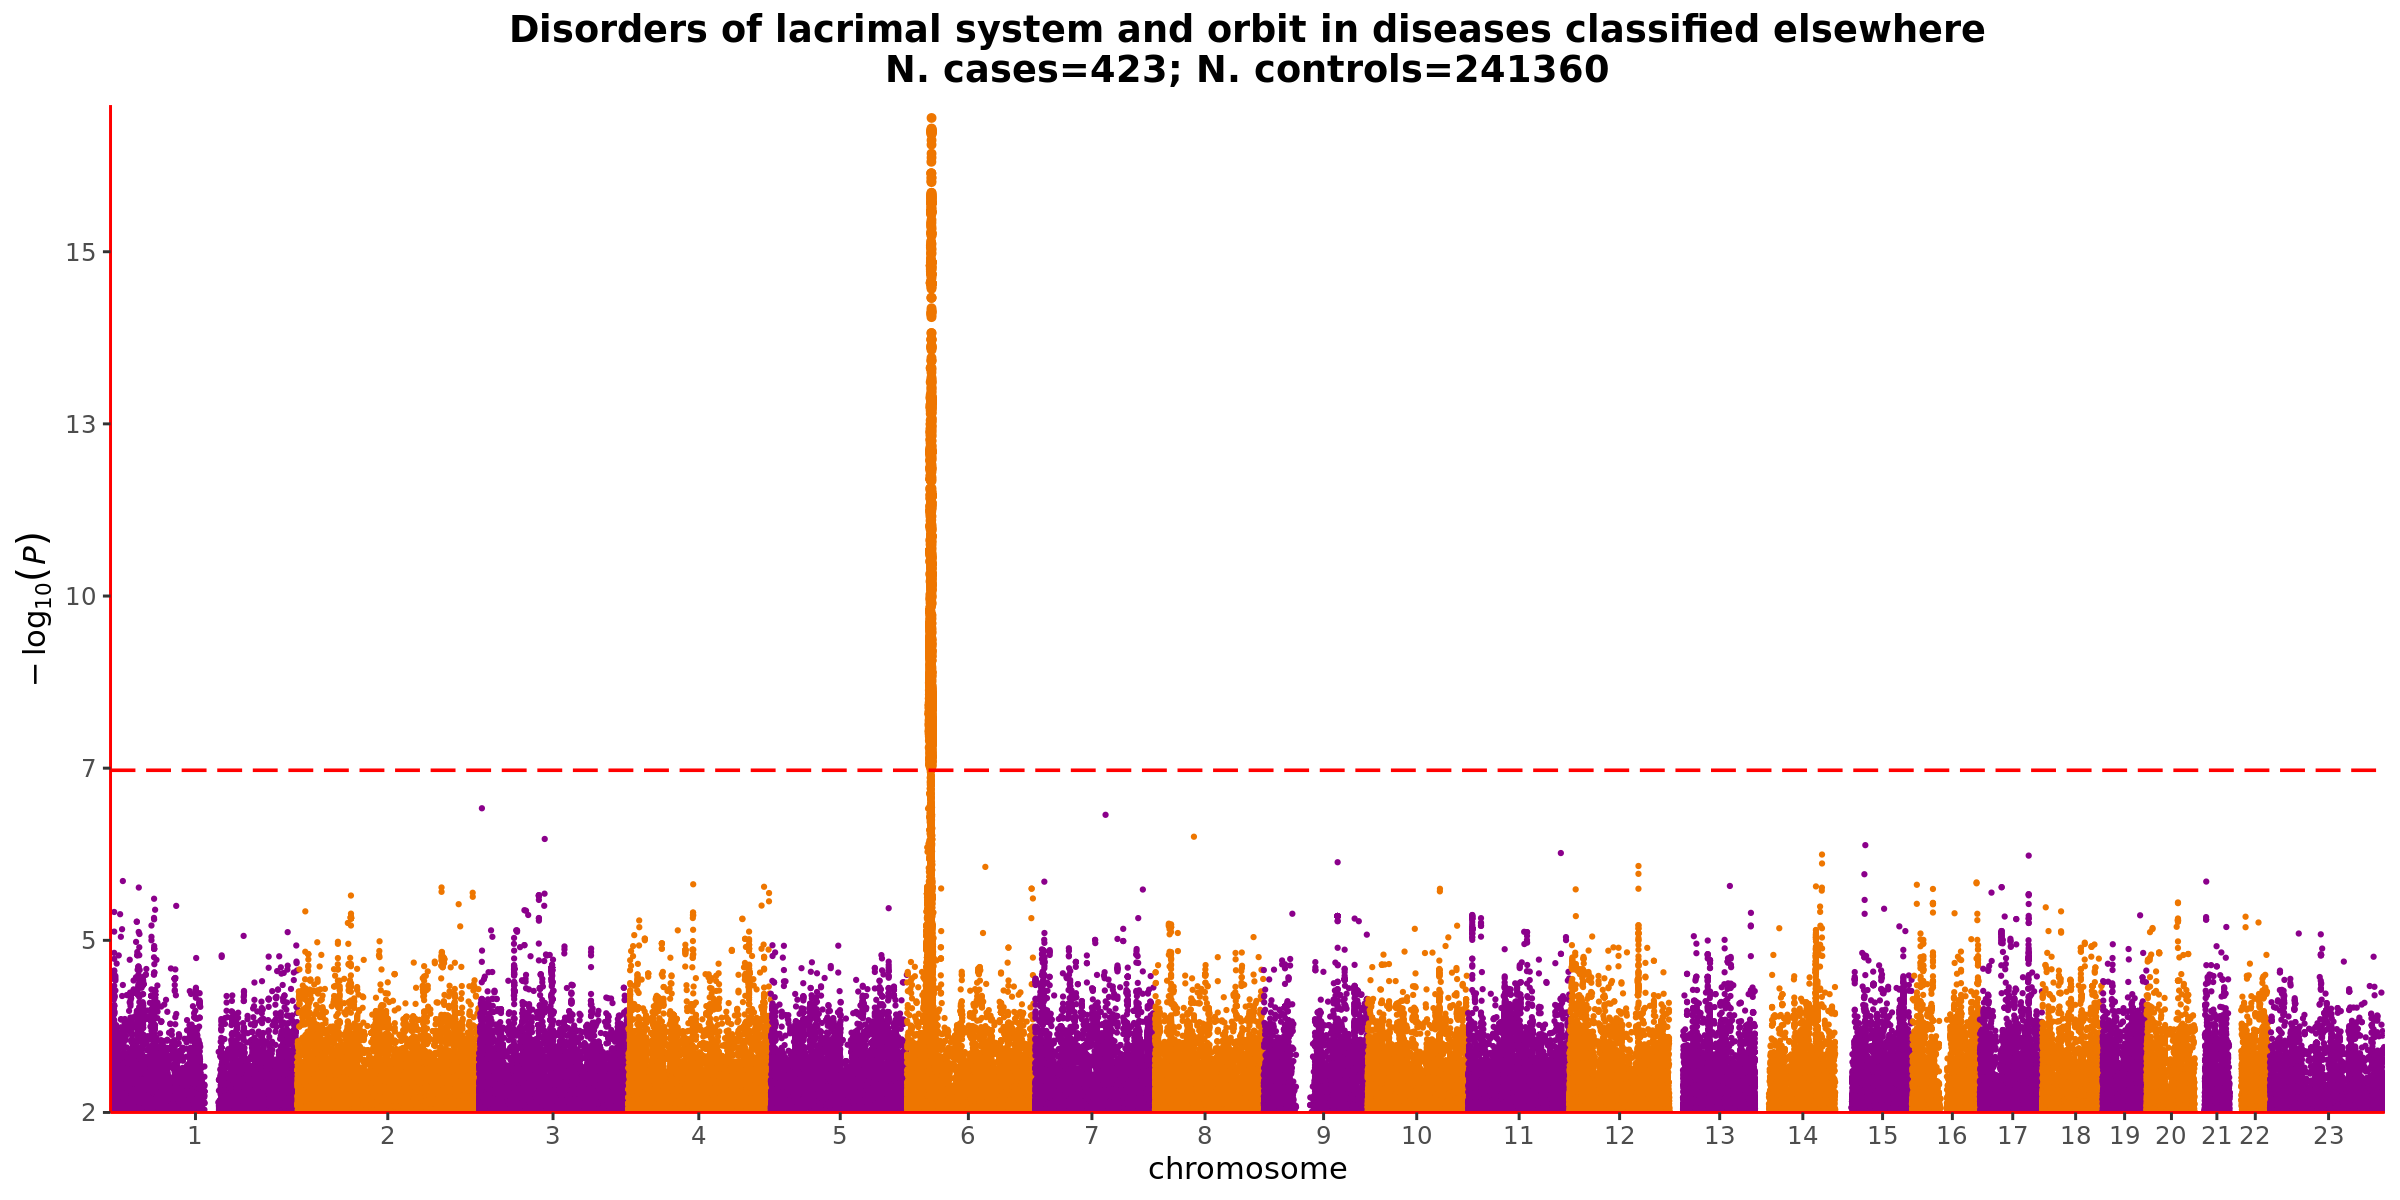 Disorders of lacrimal system and orbit in diseases classified elsewhere
N. cases=423; N. controls=241360
15
13
10
7
5
2
−log10(P)
1 2 3 4 5 6 7 8 9 10 11 12 13 14 15 16 17 18 19 20 21 22 23
chromosome